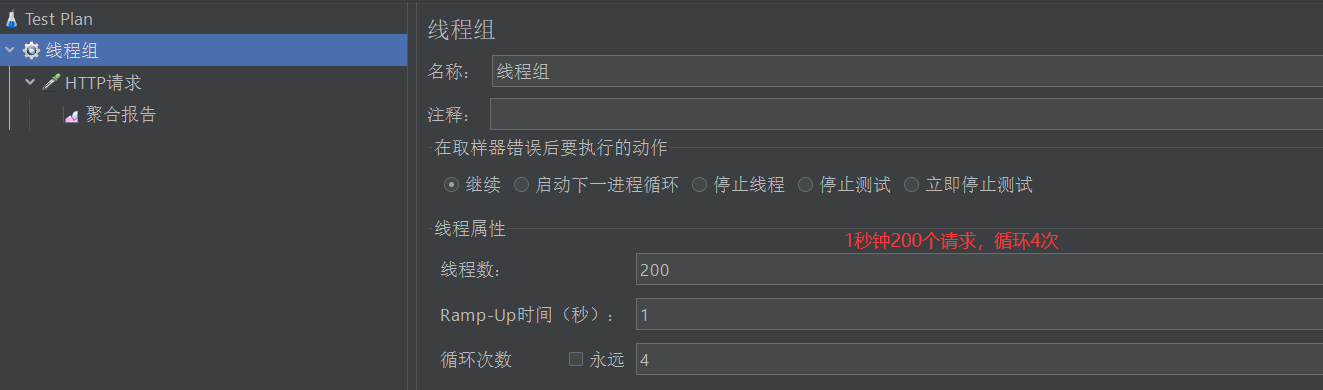 Test Plan
线程组
HTTP请求
聚合报告
线程组
名称： 线程组
注释：
在取样器错误后要执行的动作
继续 启动下一进程循环 停止线程 停止测试 立即停止测试
线程属性
1秒钟200个请求，循环4次
线程数： 200
Ramp-Up时间（秒）： 1
循环次数 永远 4